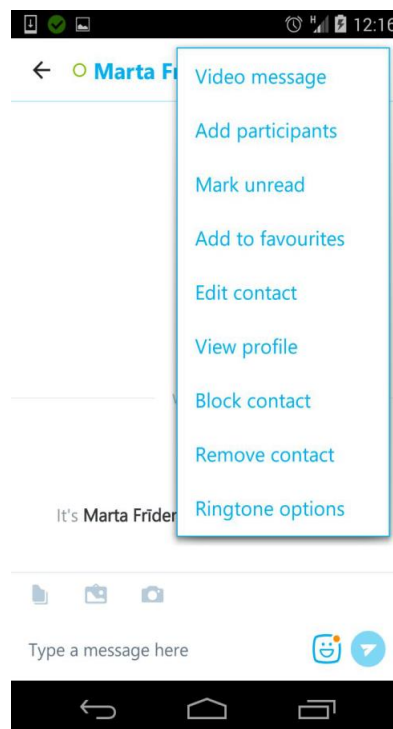 H 12:16
Marta F
Video message
Add participants
Mark unread
Add to favourites
Edit contact
View profile
Block contact
Remove contact
Ringtone options
It's Marta Frīder
Type a message here